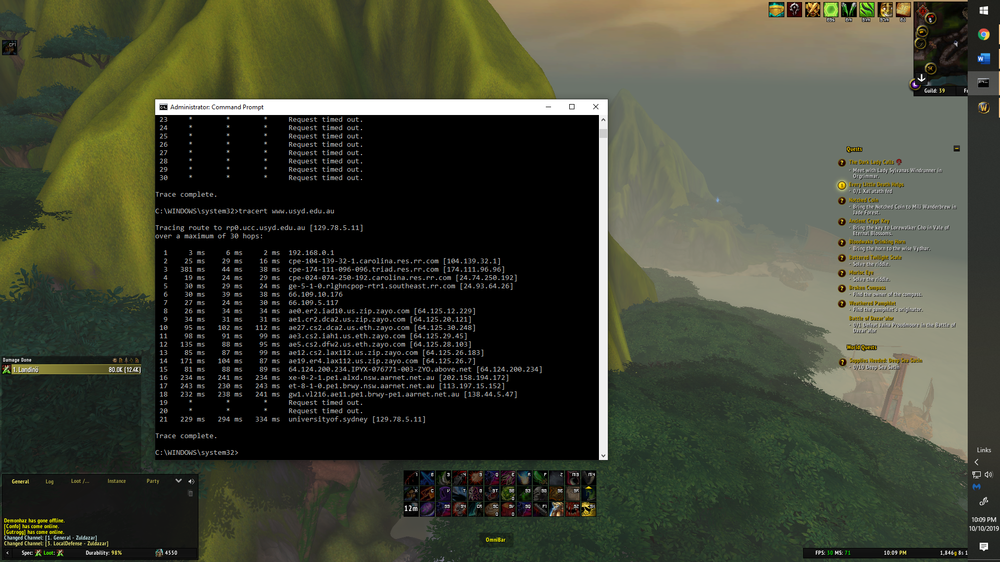 CP1
89s
8m
91m
97m
8d
SC
Guild: 39
Administrator: Command Prompt
23 * * * Request timed out.
24 * * * Request timed out.
25 * * * Request timed out.
26 * * * Request timed out.
27 * * * Request timed out.
28 * * * Request timed out.
29 * * * Request timed out.
30 * * * Request timed out.
Trace complete.
C:\WINDOWS\system32>tracert www.usyd.edu.au
Tracing route to rp0.ucc.usyd.edu.au [129.78.5.11]
over a maximum of 30 hops:
1 3 ms 6 ms 2 ms 192.168.0.1
2 25 ms 29 ms 16 ms cpe-104-139-32-1.carolina.res.rr.com [104.139.32.1]
3 381 ms 44 ms 38 ms cpe-174-111-096-096.triad.res.rr.com [174.111.96.96]
4 19 ms 24 ms 29 ms cpe-024-074-250-192.carolina.res.rr.com [24.74.250.192]
5 30 ms 29 ms 24 ms ge-5-1-0.rlghncpop-rtr1.southeast.rr.com [24.93.64.26]
6 30 ms 39 ms 38 ms 66.109.10.176
7 27 ms 24 ms 30 ms 66.109.5.117
8 26 ms 34 ms 34 ms ae0.er2.iad10.us.zip.zayo.com [64.125.12.229]
9 34 ms 31 ms 31 ms ae1.cr2.dca2.us.zip.zayo.com [64.125.20.121]
10 95 ms 102 ms 112 ms ae27.cs2.dca2.us.eth.zayo.com [64.125.30.248]
11 98 ms 91 ms 99 ms ae3.cs2.iah1.us.eth.zayo.com [64.125.29.45]
12 135 ms 88 ms 95 ms ae5.cs2.dfw2.us.eth.zayo.com [64.125.28.103]
13 85 ms 87 ms 99 ms ae12.cs2.lax112.us.zip.zayo.com [64.125.26.183]
14 171 ms 104 ms 87 ms ae19.er4.lax112.us.zip.zayo.com [64.125.26.7]
15 81 ms 88 ms 89 ms 64.124.200.234.IPYX-076771-003-ZYO.above.net [64.124.200.234]
16 234 ms 241 ms 234 ms xe-0-2-1.pe1.alxd.nsw.aarnet.net.au [202.158.194.172]
17 243 ms 230 ms 243 ms et-8-1-0.pe1.brwy.nsw.aarnet.net.au [113.197.15.152]
18 232 ms 238 ms 241 ms gw1.vl216.ae11.pe1.brwy-pe1.aarnet.net.au [138.44.5.47]
19 * * * Request timed out.
20 * * * Request timed out.
21 229 ms 294 ms 334 ms universityof.sydney [129.78.5.11]
Trace complete.
C:\WINDOWS\system32>
Quests
The Dark Lady Calls
- Meet with Lady Sylvanas Windrunner in
Orgrimmar.
Every Little Death Helps
- 0/1 Xal'atath fed
Notched Coin
- Bring the Notched Coin to Mili Wanderbrew in
Jade Forest.
Ancient Crypt Key
- Bring the key to Lorewalker Cho in Vale of
Eternal Blossoms.
Bloodwake Drinking Horn
- Bring the horn to the wise Vydhar.
Battered Twilight Scale
- Solve the riddle.
Murloc Eye
- Solve the riddle.
Broken Compass
- Find the owner of the compass.
Weathered Pamphlet
- Find the pamphlet's originator.
Battle of Dazar'alor
- 0/1 Defeat Jaina Proudmoore in the Battle of
Dazar'alor
World Quests
Supplies Needed: Deep Sea Satin
- 0/10 Deep Sea Satin
Damage Done
1. Landinö 80.0K (12.4K)
General Log Loot /... Instance Party
Demonhaz has gone offline.
[Confo] has come online.
[Gutrogg] has come online.
Changed Channel: [1. General - Zuldazar]
Changed Channel: [3. LocalDefense - Zuldazar]
< Spec: Loot: Durability: 98% 4550
12m
OmniBar
FPS: 30 MS: 71 10:09 PM 1,846g 8s 1
Links
10:09 PM
10/10/2019